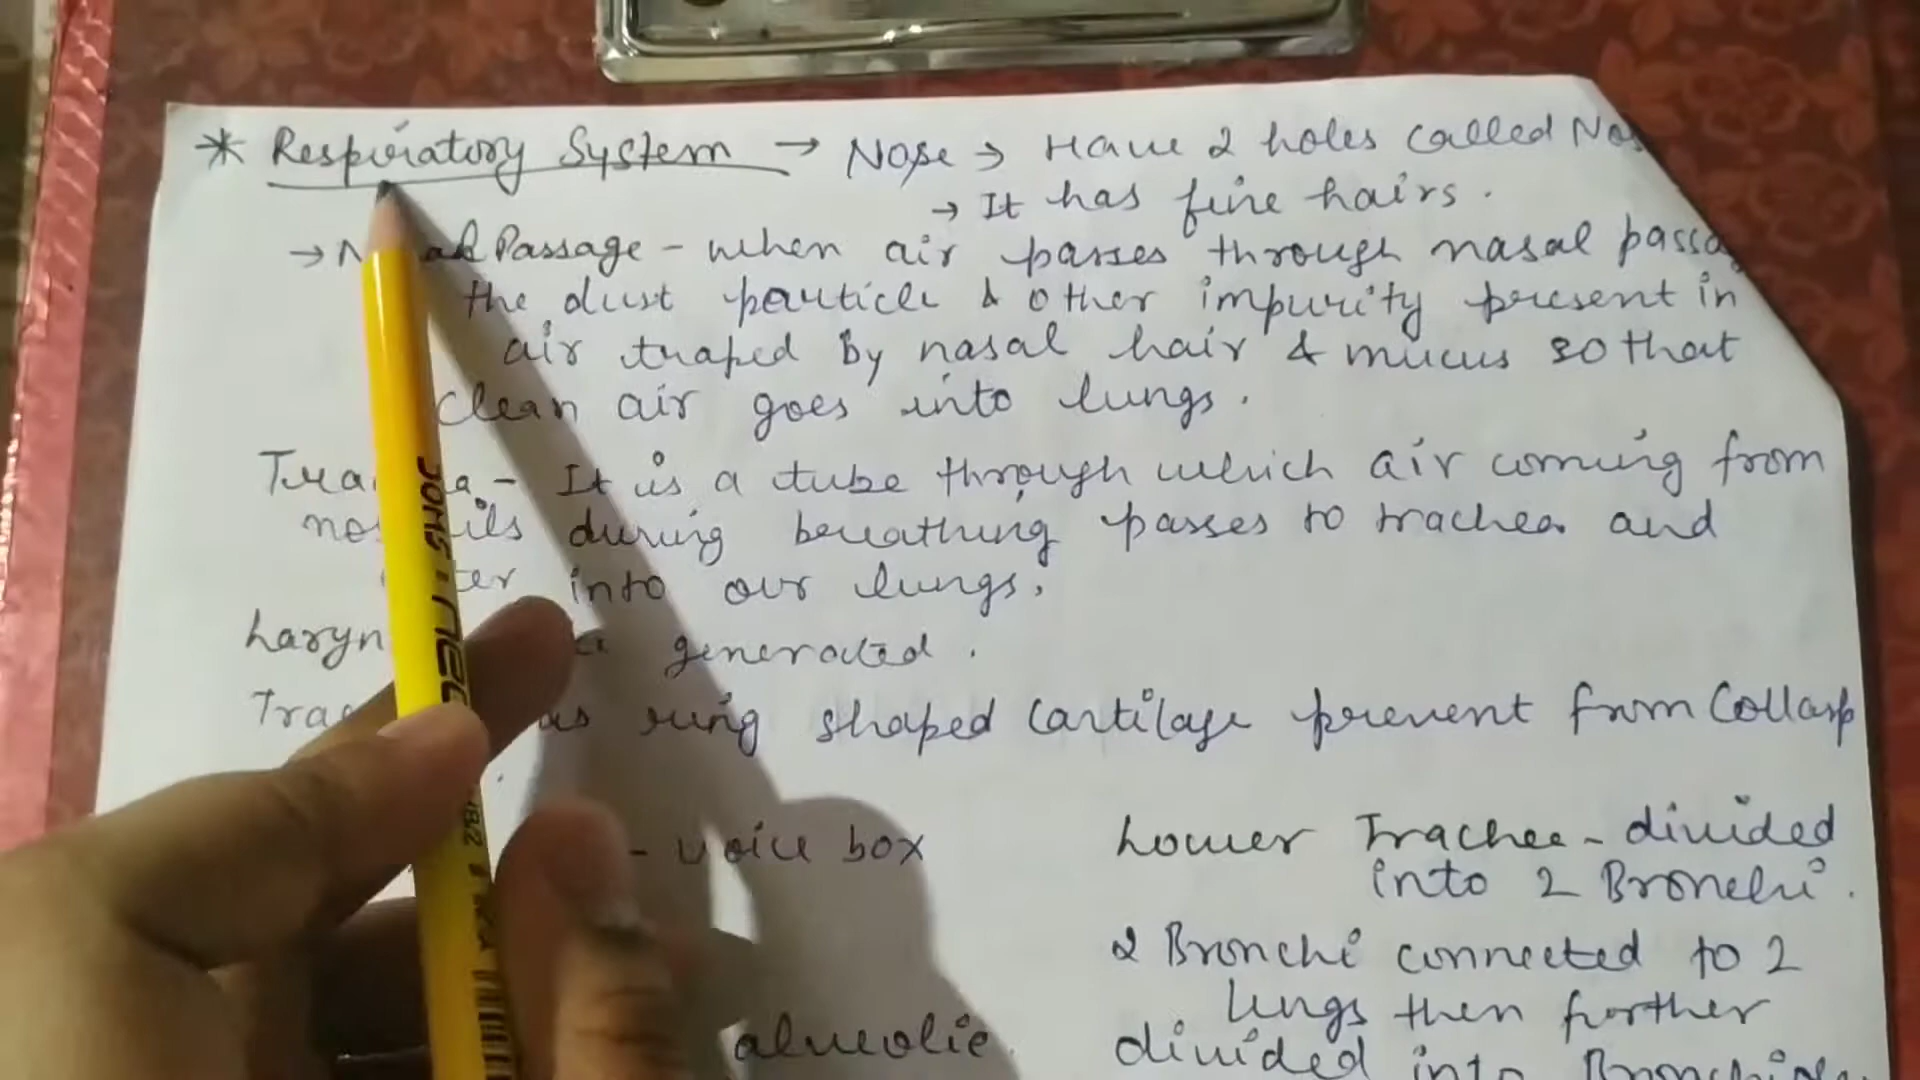 * Respiratory System → Nose → Have 2 holes called
→ It has fine hairs.
→ Passage - when air passes through nasal
the dust particle & other impurity present in
air traped by nasal hair & mucus so that
clean air goes into lungs.
It is a tube through which air coming from
during breathing passes to trachea and
into our lungs.
generated.
ring shaped cartilage prevent from Collasp
- voice box
Lower Trachee - divided
into 2 Bronchi.
2 Bronchi connected to 2
lungs then further
alveolie
divided into